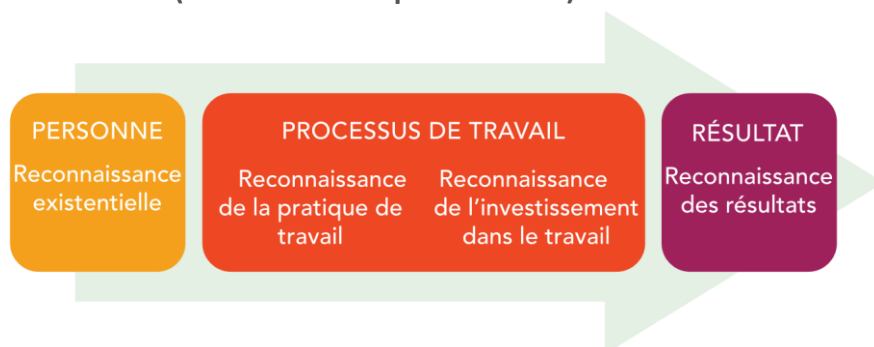 PERSONNE
Reconnaissance
existentielle
PROCESSUS DE TRAVAIL
Reconnaissance
de la pratique de
travail
Reconnaissance
de l'investissement
dans le travail
RÉSULTAT
Reconnaissance
des résultats